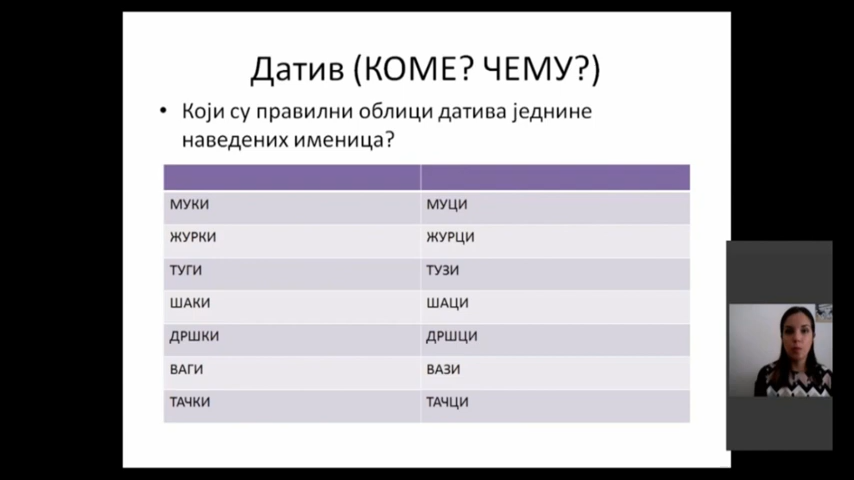 Датив (КОМЕ? ЧЕМУ?)
• Који су правилни облици датива једнине
наведених именица?
МУКИ МУЦИ
ЖУРКИ ЖУРЦИ
ТУГИ ТУЗИ
ШАКИ ШАЦИ
ДРШКИ ДРШЦИ
ВАГИ ВАЗИ
ТАЧКИ ТАЧЦИ